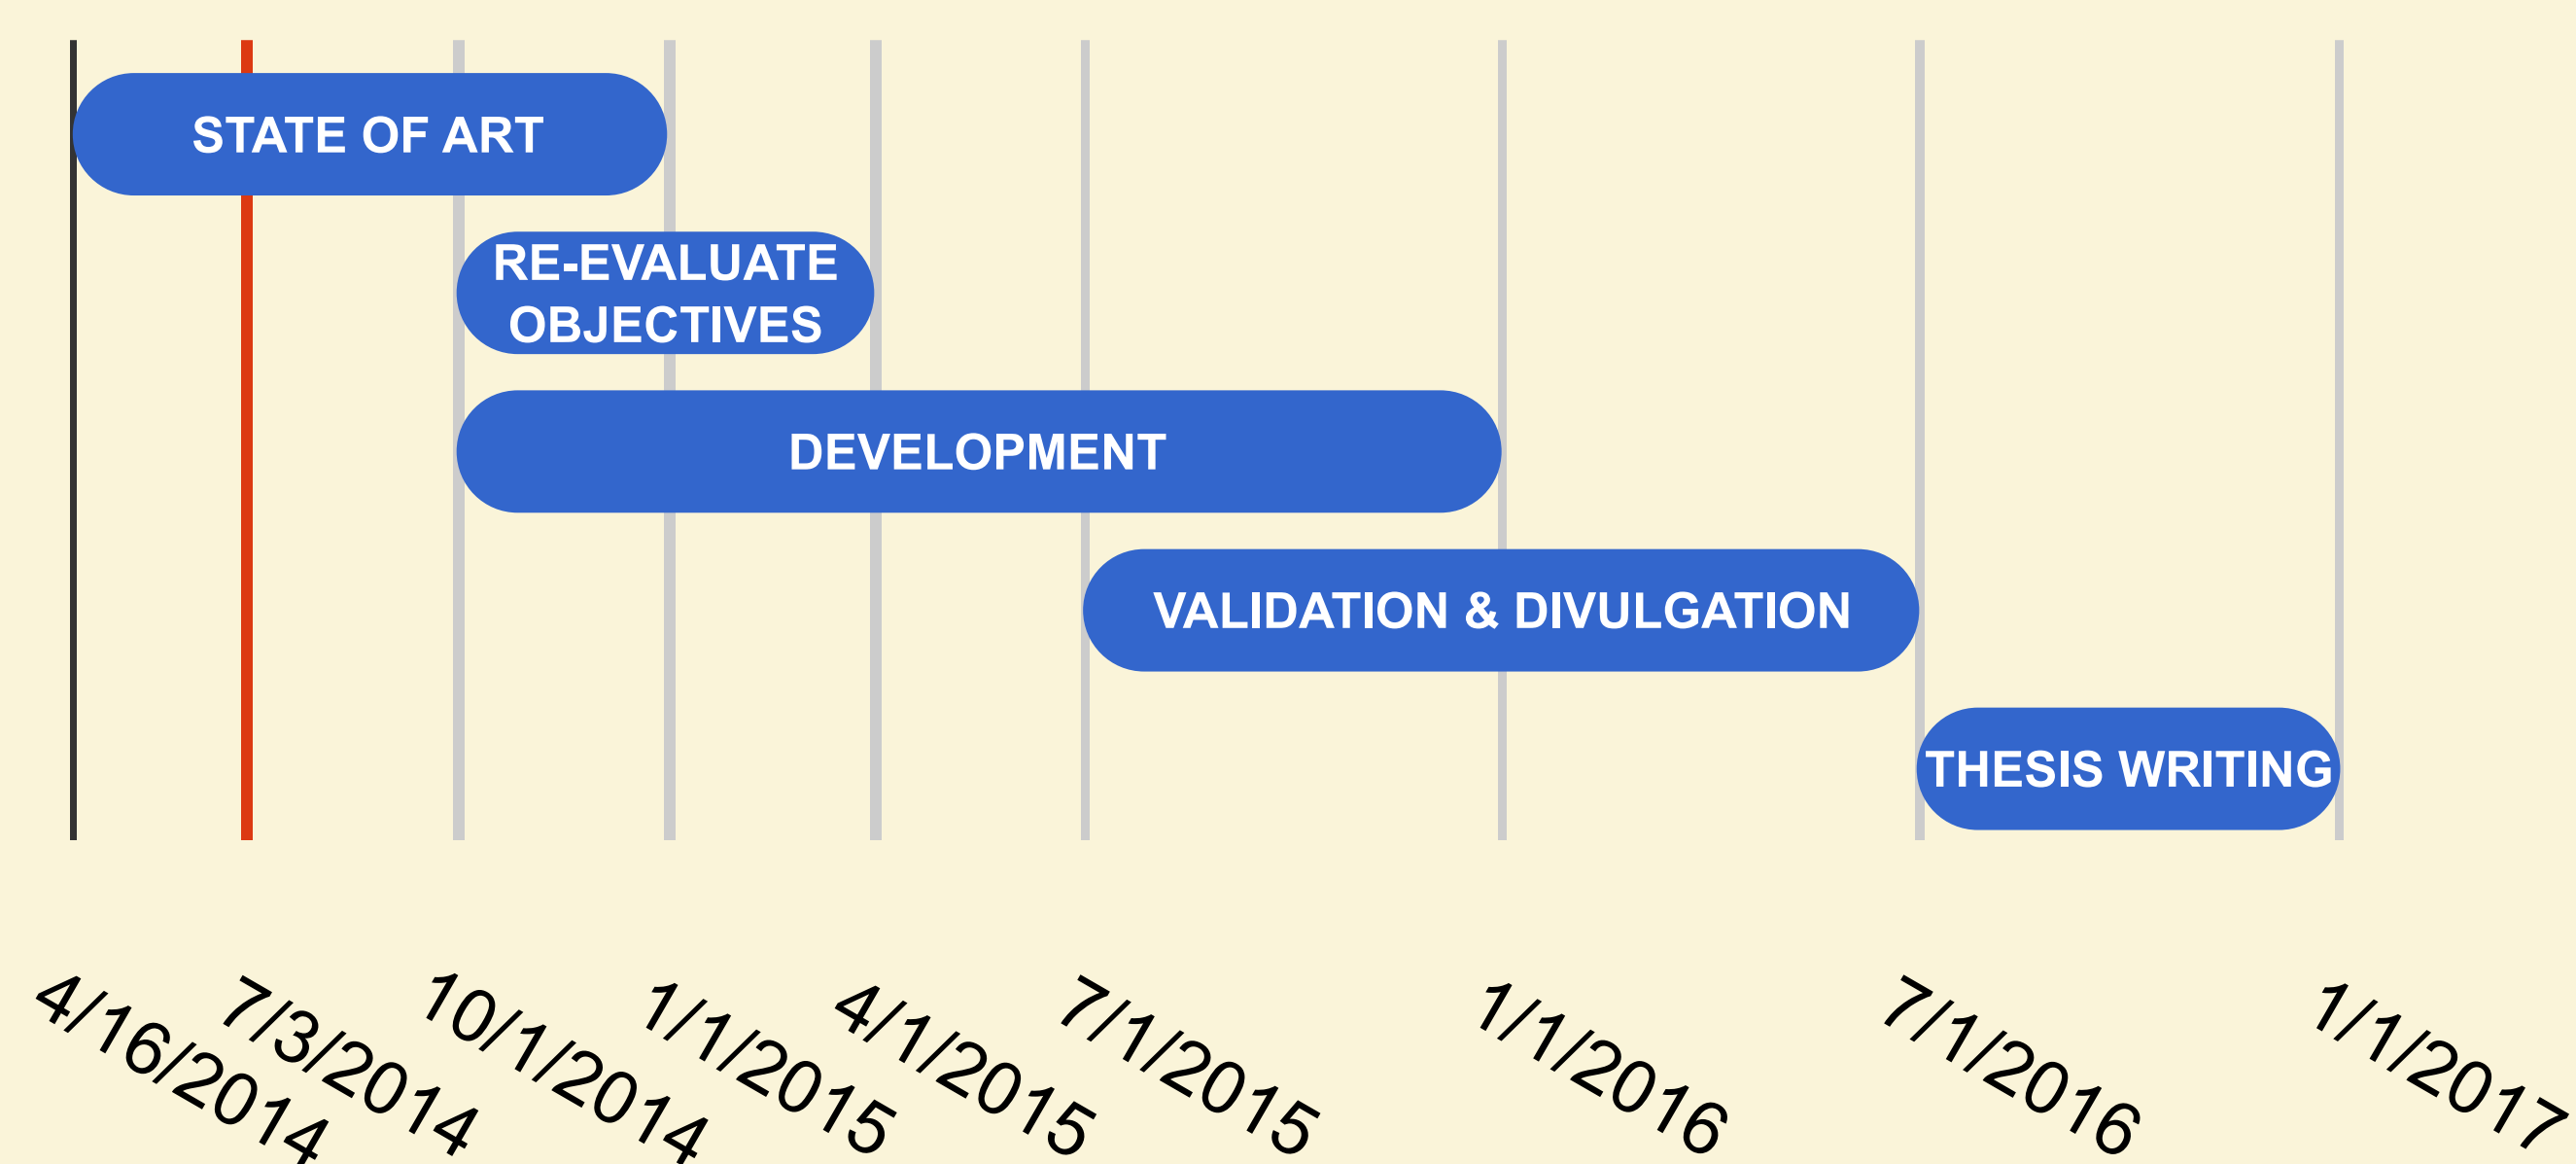 STATE OF ART
RE-EVALUATE
OBJECTIVES
DEVELOPMENT
VALIDATION & DIVULGATION
THESIS WRITING
4/16/2014
7/3/2014
10/1/2014
1/1/2015
4/1/2015
7/1/2015
1/1/2016
7/1/2016
1/1/2017